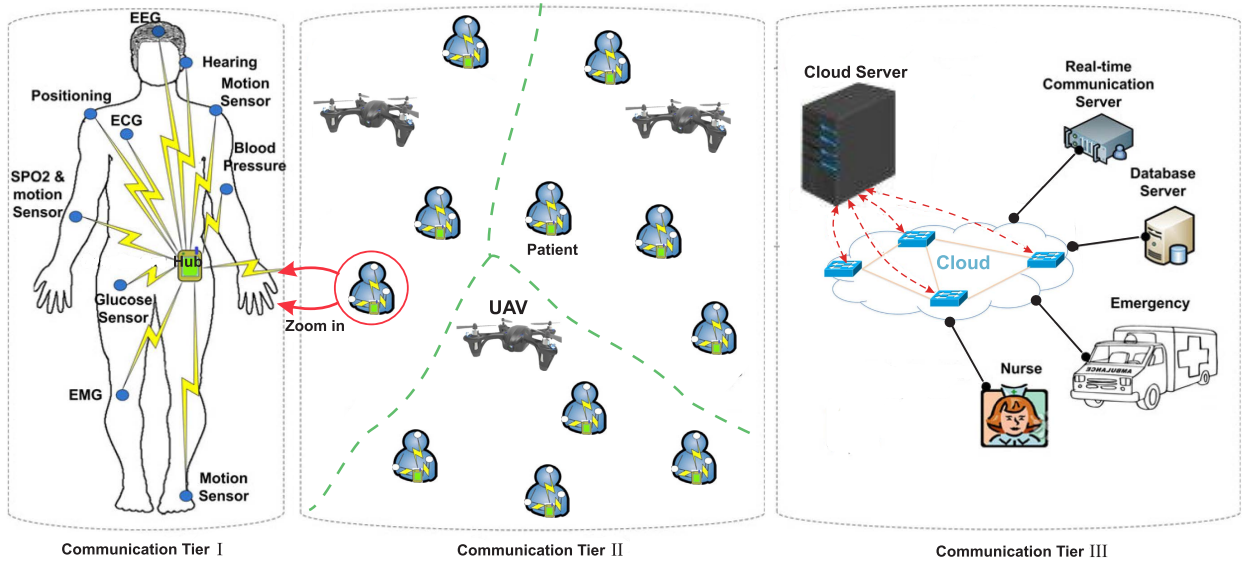 EEG
Hearing
Motion
Sensor
Positioning
ECG
Blood
Pressure
SPO2 &
motion
Sensor
Hub
Glucose
Sensor
EMG
Motion
Sensor
Communication Tier I
Patient
Zoom in
UAV
Communication Tier II
Cloud Server
Real-time
Communication
Server
Database
Server
Cloud
Emergency
AMBULANCE
Nurse
Communication Tier III